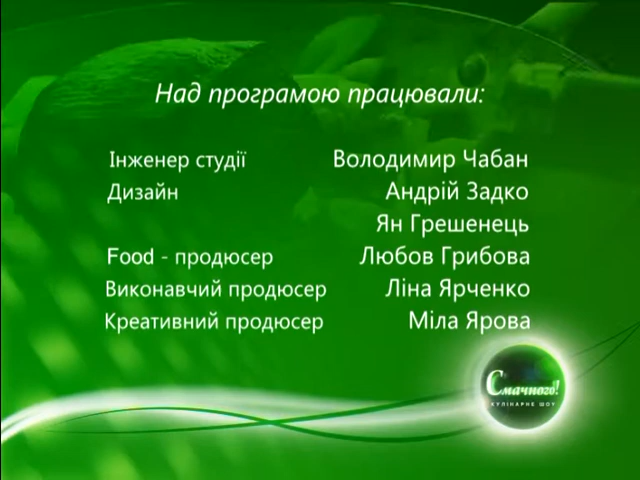 Над програмою працювали:
Інженер студії Володимир Чабан
Дизайн Андрій Задко
Ян Грешенець
Food - продюсер Любов Грибова
Виконавчий продюсер Ліна Ярченко
Креативний продюсер Міла Ярова
Смачного!
КУЛІНАРНЕ ШОУ